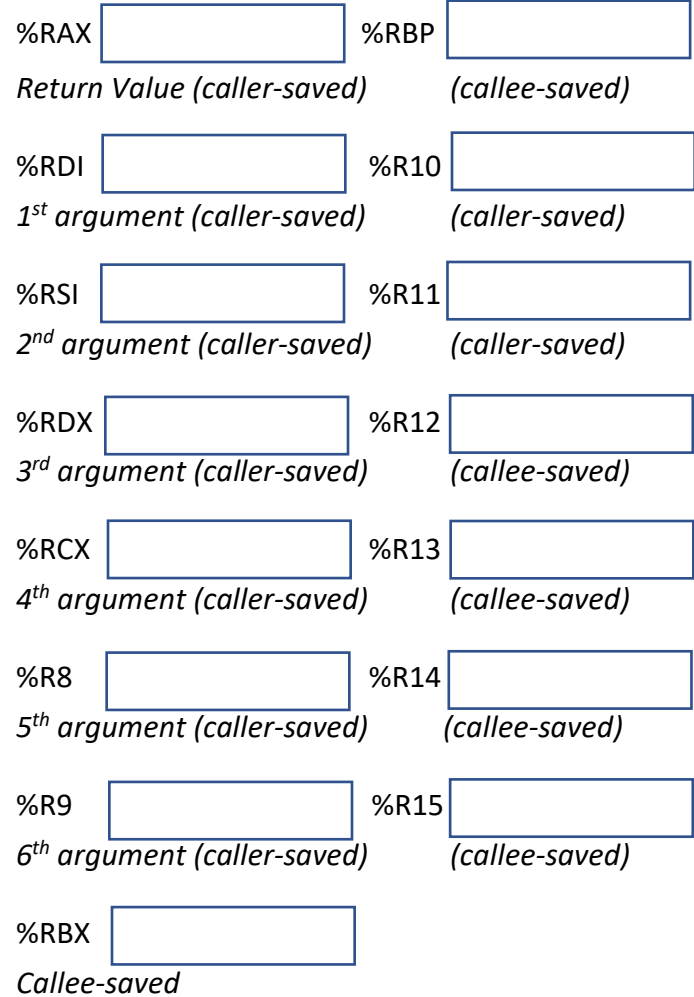 %RAX %RBP
Return Value (caller-saved) (callee-saved)
%RDI %R10
1st argument (caller-saved) (caller-saved)
%RSI %R11
2nd argument (caller-saved) (caller-saved)
%RDX %R12
3rd argument (caller-saved) (callee-saved)
%RCX %R13
4th argument (caller-saved) (callee-saved)
%R8 %R14
5th argument (caller-saved) (callee-saved)
%R9 %R15
6th argument (caller-saved) (callee-saved)
%RBX
Callee-saved